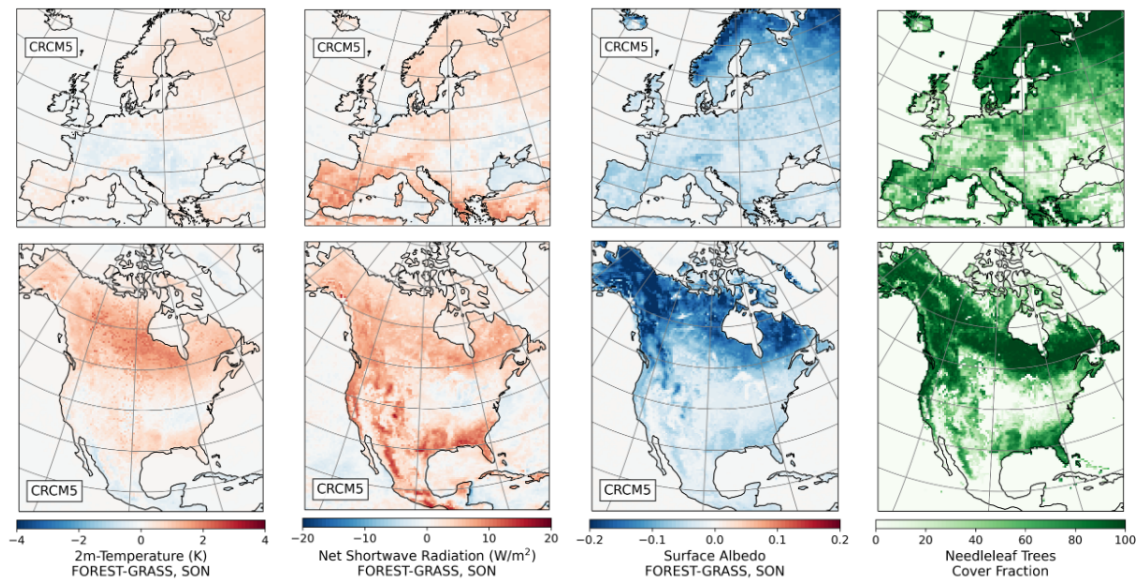 CRCM5
CRCM5
CRCM5
CRCM5
CRCM5
CRCM5
−4 −2 0 2 4
2m-Temperature (K)
FOREST-GRASS, SON
−20 −10 0 10 20
Net Shortwave Radiation (W/m²)
FOREST-GRASS, SON
−0.2 −0.1 0.0 0.1 0.2
Surface Albedo
FOREST-GRASS, SON
0 20 40 60 80 100
Needleleaf Trees
Cover Fraction